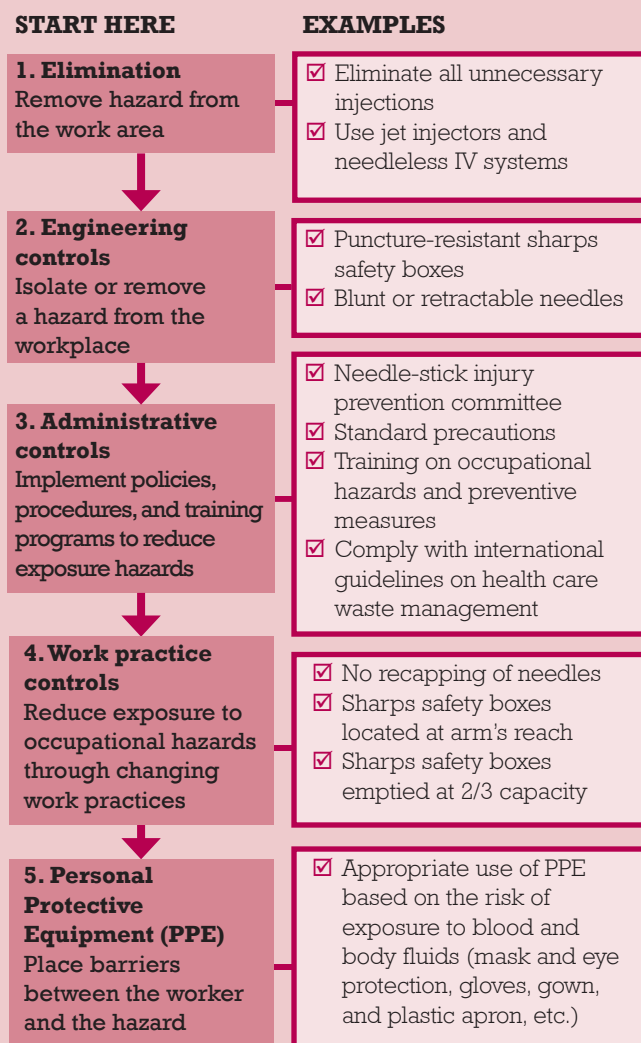 START HERE
EXAMPLES
1. Elimination
Remove hazard from
the work area
☑ Eliminate all unnecessary
injections
☑ Use jet injectors and
needleless IV systems
2. Engineering
controls
Isolate or remove
a hazard from the
workplace
☑ Puncture-resistant sharps
safety boxes
☑ Blunt or retractable needles
3. Administrative
controls
Implement policies,
procedures, and training
programs to reduce
exposure hazards
☑ Needle-stick injury
prevention committee
☑ Standard precautions
☑ Training on occupational
hazards and preventive
measures
☑ Comply with international
guidelines on health care
waste management
4. Work practice
controls
Reduce exposure to
occupational hazards
through changing
work practices
☑ No recapping of needles
☑ Sharps safety boxes
located at arm's reach
☑ Sharps safety boxes
emptied at 2/3 capacity
5. Personal
Protective
Equipment (PPE)
Place barriers
between the worker
and the hazard
☑ Appropriate use of PPE
based on the risk of
exposure to blood and
body fluids (mask and eye
protection, gloves, gown,
and plastic apron, etc.)